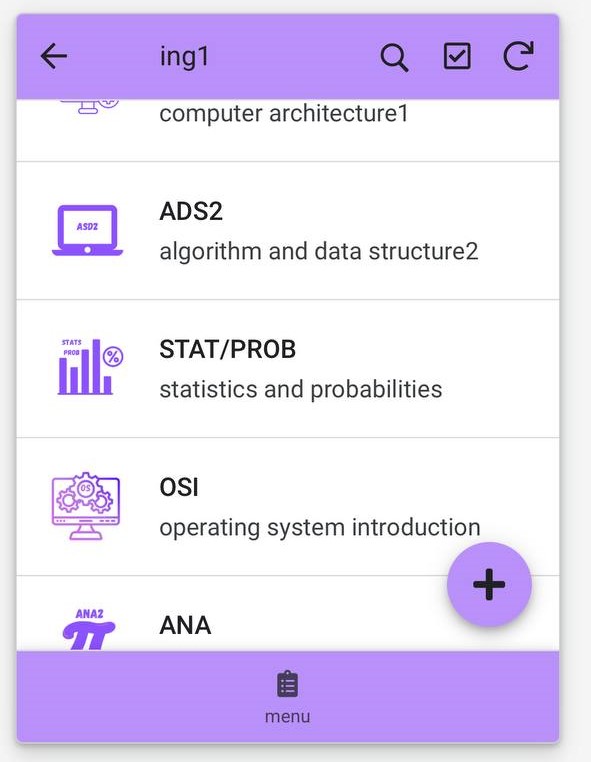 ing1
computer architecture1
ASD2
ADS2
algorithm and data structure2
STATS
PROB
%
STAT/PROB
statistics and probabilities
OS
OSI
operating system introduction
ANA2
π
ANA
menu